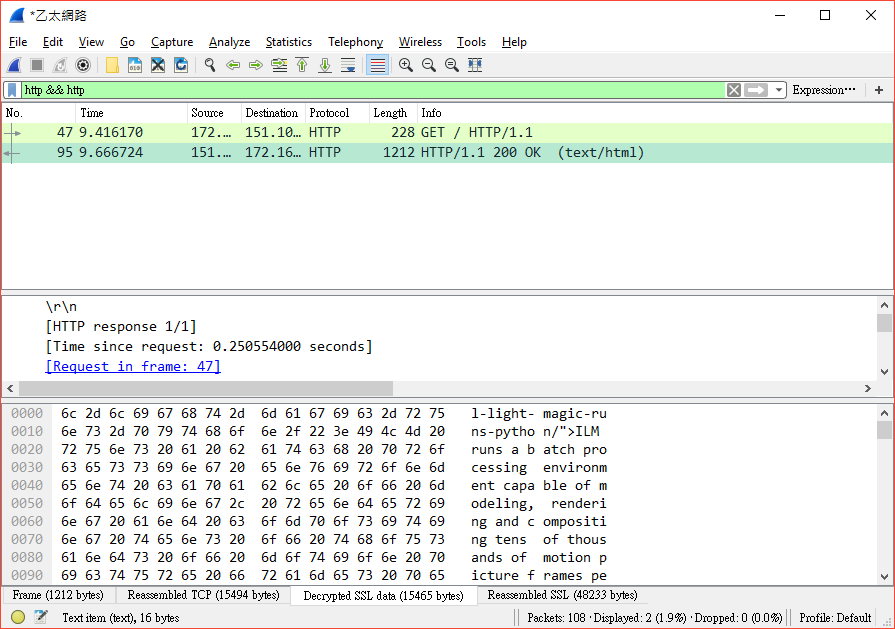 *乙太網路
File Edit View Go Capture Analyze Statistics Telephony Wireless Tools Help
http && http Expression… +
No. Time Source Destination Protocol Length Info
47 9.416170 172.… 151.10… HTTP 228 GET / HTTP/1.1
95 9.666724 151.… 172.16… HTTP 1212 HTTP/1.1 200 OK (text/html)
\r\n
[HTTP response 1/1]
[Time since request: 0.250554000 seconds]
[Request in frame: 47]
0000 6c 2d 6c 69 67 68 74 2d 6d 61 67 69 63 2d 72 75 l-light- magic-ru
0010 6e 73 2d 70 79 74 68 6f 6e 2f 22 3e 49 4c 4d 20 ns-pytho n/">ILM
0020 72 75 6e 73 20 61 20 62 61 74 63 68 20 70 72 6f runs a b atch pro
0030 63 65 73 73 69 6e 67 20 65 6e 76 69 72 6f 6e 6d cessing environm
0040 65 6e 74 20 63 61 70 61 62 6c 65 20 6f 66 20 6d ent capa ble of m
0050 6f 64 65 6c 69 6e 67 2c 20 72 65 6e 64 65 72 69 odeling, renderi
0060 6e 67 20 61 6e 64 20 63 6f 6d 70 6f 73 69 74 69 ng and c ompositi
0070 6e 67 20 74 65 6e 73 20 6f 66 20 74 68 6f 75 73 ng tens of thous
0080 61 6e 64 73 20 6f 66 20 6d 6f 74 69 6f 6e 20 70 ands of motion p
0090 69 63 74 75 72 65 20 66 72 61 6d 65 73 20 70 65 icture f rames pe
Frame (1212 bytes) Reassembled TCP (15494 bytes) Decrypted SSL data (15465 bytes) Reassembled SSL (48233 bytes)
Text item (text), 16 bytes Packets: 108 · Displayed: 2 (1.9%) · Dropped: 0 (0.0%) Profile: Default